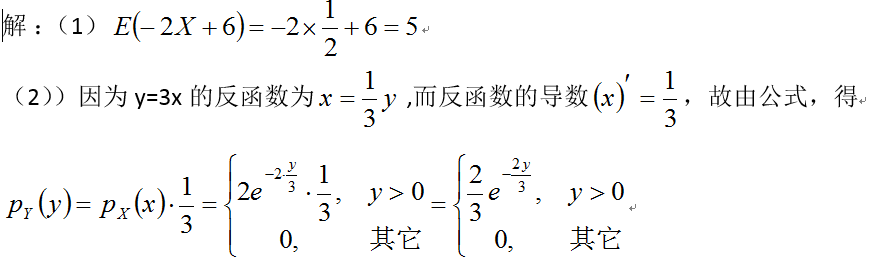 解：（1）E(−2X+6)=−2×1/2+6=5
（2））因为 y=3x 的反函数为 x=1/3 y ,而反函数的导数(x)′=1/3，故由公式，得
p_Y(y)=p_X(x)·1/3={2e^{−2·y/3}·1/3, y>0; 0, 其它}={2/3 e^{−2y/3}, y>0; 0, 其它}